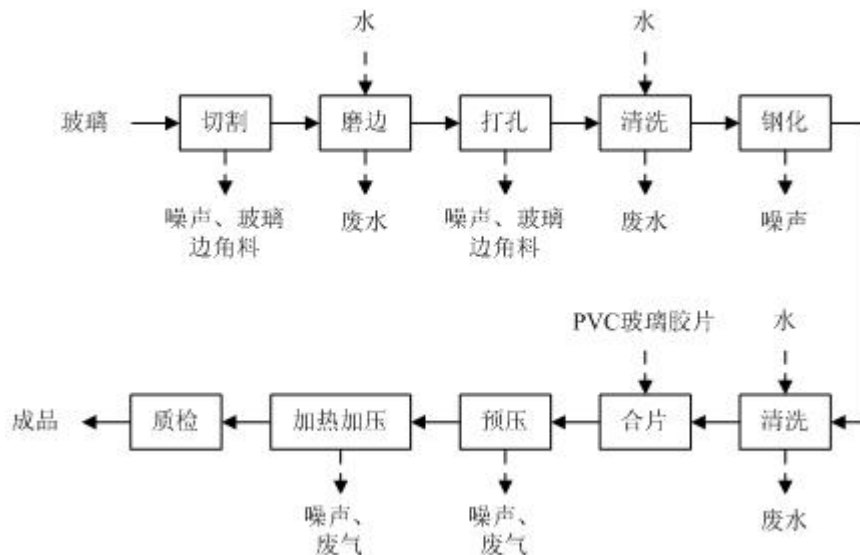 水
水
玻璃
切割
磨边
打孔
清洗
钢化
噪声、玻璃
边角料
废水
噪声、玻璃
边角料
废水
噪声
PVC玻璃胶片
水
成品
质检
加热加压
预压
合片
清洗
噪声、
废气
噪声、
废气
废水